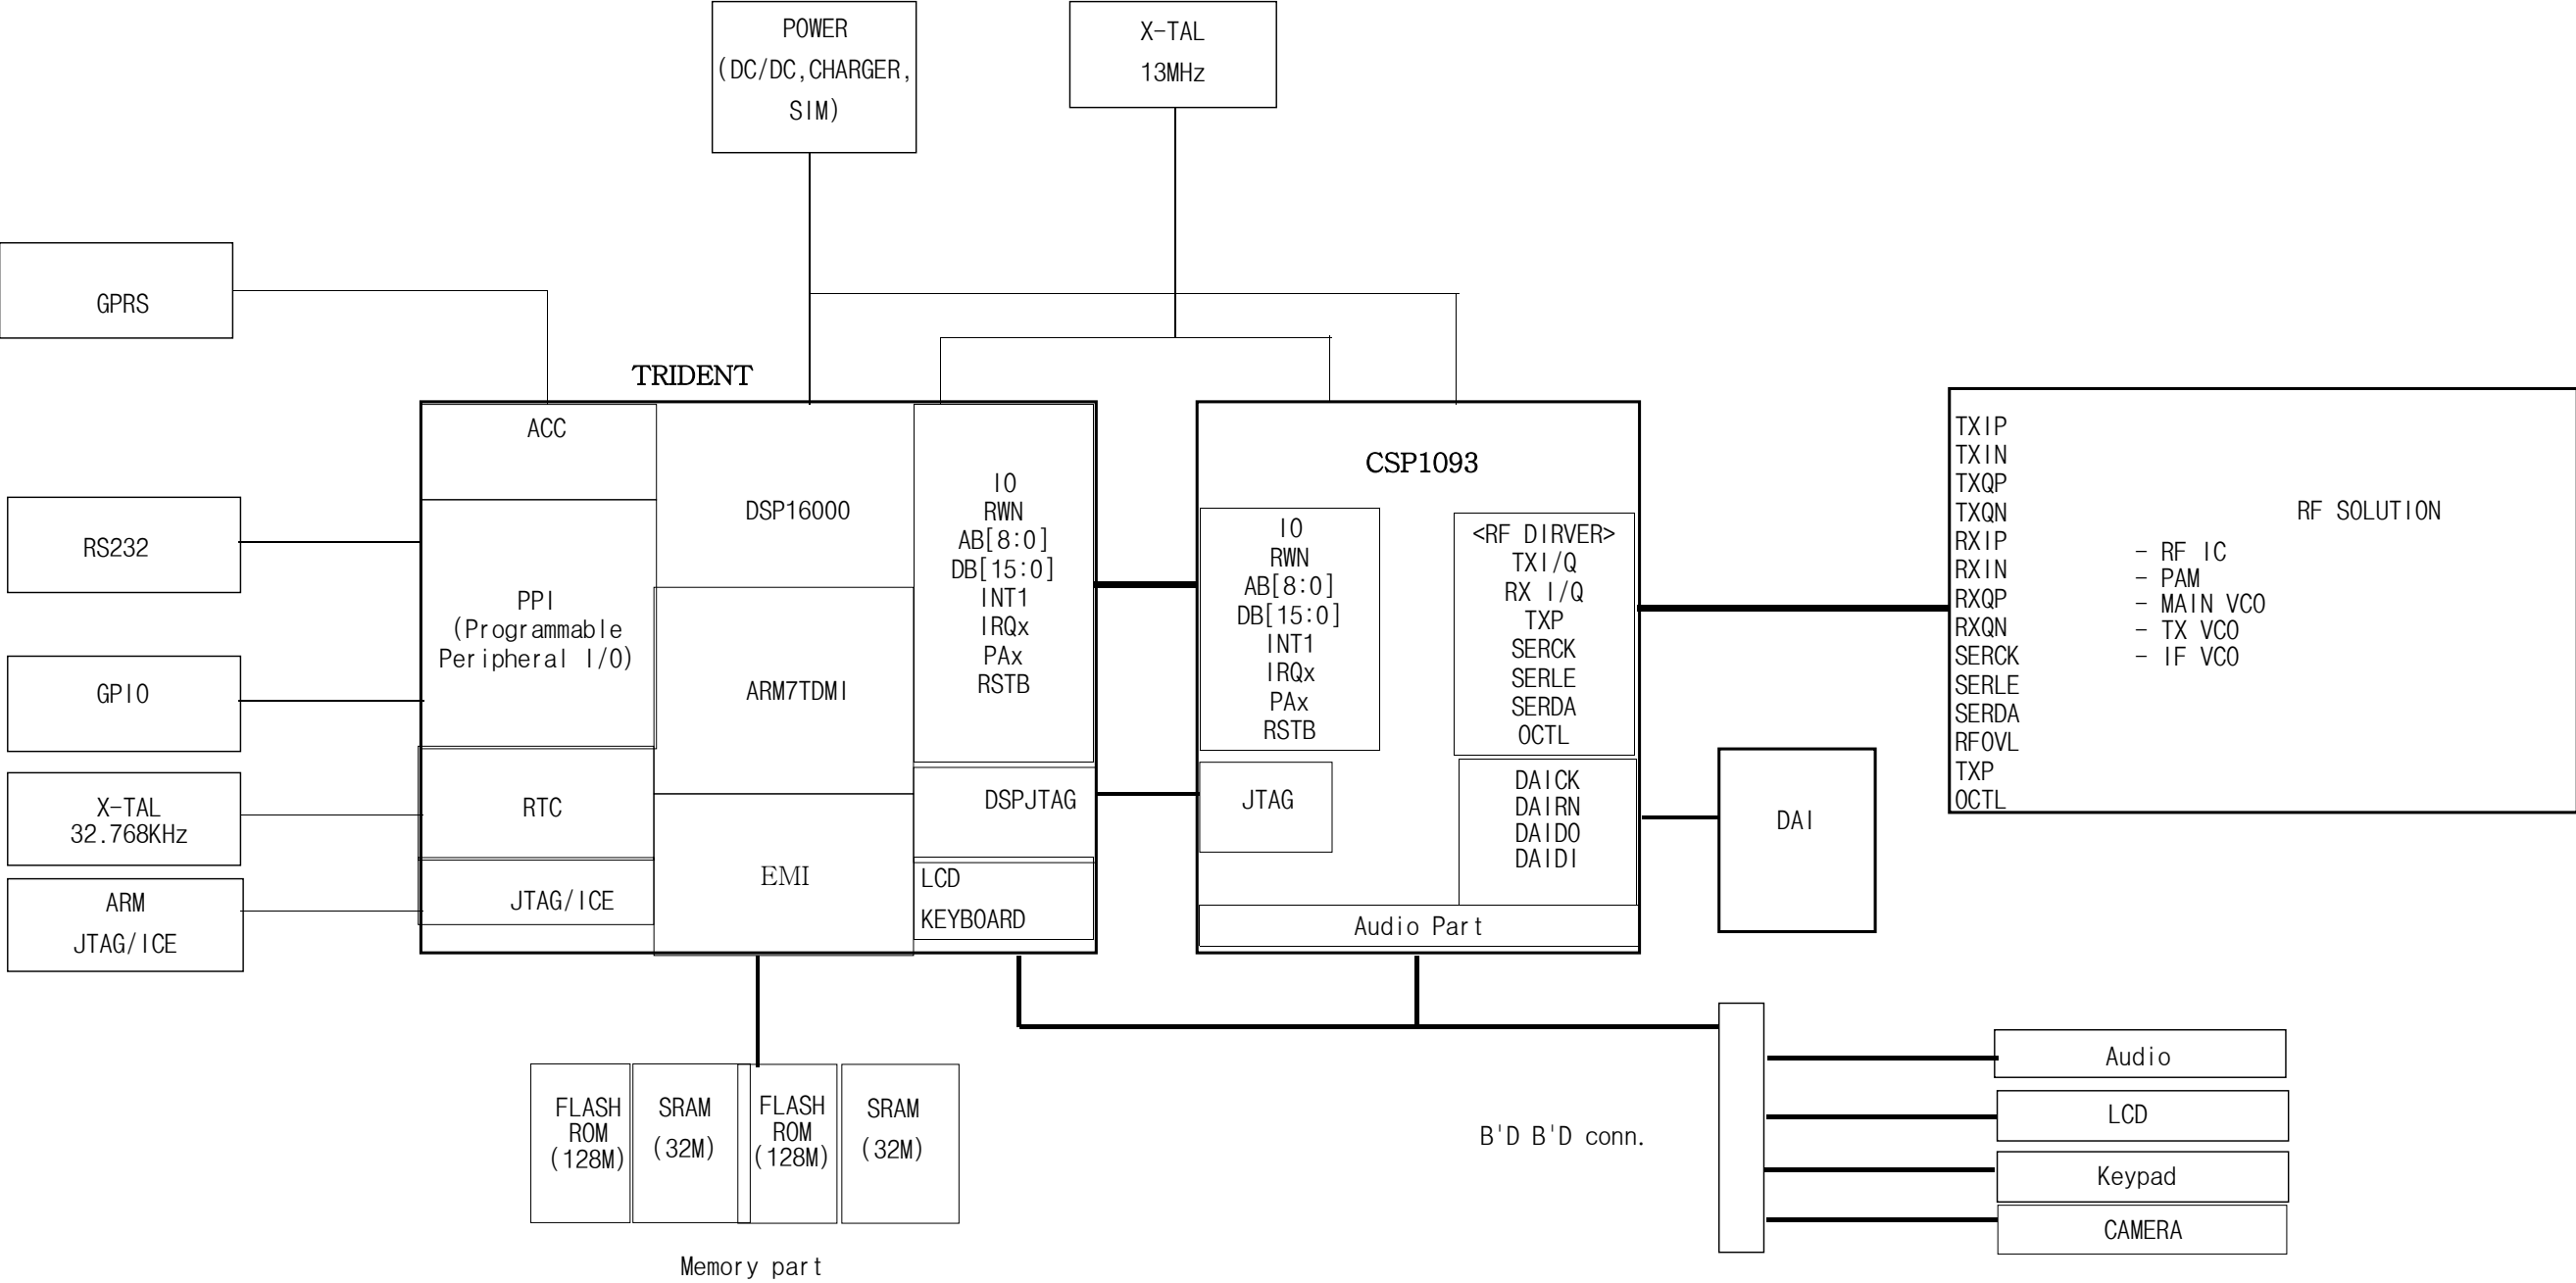 POWER
(DC/DC,CHARGER,
SIM)
X-TAL
13MHz
GPRS
TRIDENT
ACC
DSP16000
IO
RWN
AB[8:0]
DB[15:0]
INT1
IRQx
PAx
RSTB
RS232
PPI
(Programmable
Peripheral I/O)
GPIO
ARM7TDMI
X-TAL
32.768KHz
RTC
DSPJTAG
ARM
JTAG/ICE
JTAG/ICE
EMI
LCD
KEYBOARD
CSP1093
IO
RWN
AB[8:0]
DB[15:0]
INT1
IRQx
PAx
RSTB
<RF DIRVER>
TXI/Q
RX I/Q
TXP
SERCK
SERLE
SERDA
OCTL
JTAG
DAICK
DAIRN
DAIDO
DAIDI
Audio Part
DAI
TXIP
TXIN
TXQP
TXQN
RXIP
RXIN
RXQP
RXQN
SERCK
SERLE
SERDA
RFOVL
TXP
OCTL
RF SOLUTION
- RF IC
- PAM
- MAIN VCO
- TX VCO
- IF VCO
FLASH
ROM
(128M)
SRAM
(32M)
FLASH
ROM
(128M)
SRAM
(32M)
Memory part
B'D B'D conn.
Audio
LCD
Keypad
CAMERA